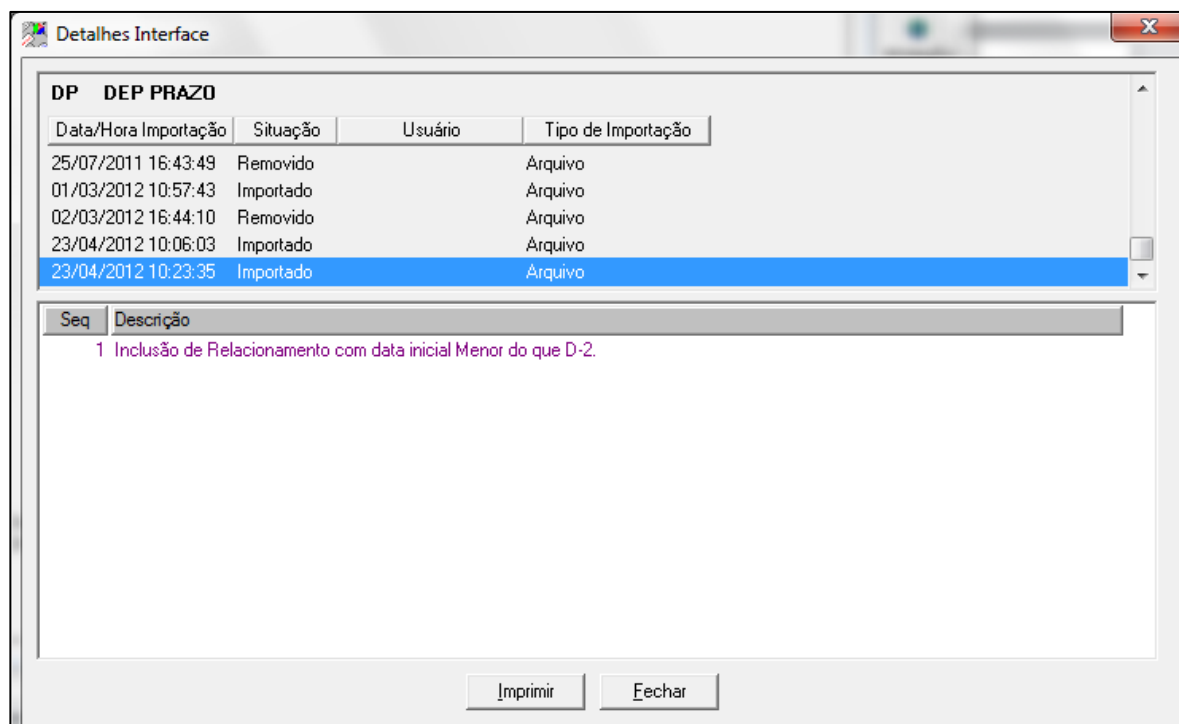 Detalhes Interface
DP DEP PRAZO
Data/Hora Importação Situação Usuário Tipo de Importação
25/07/2011 16:43:49 Removido Arquivo
01/03/2012 10:57:43 Importado Arquivo
02/03/2012 16:44:10 Removido Arquivo
23/04/2012 10:06:03 Importado Arquivo
23/04/2012 10:23:35 Importado Arquivo
Seq Descrição
1 Inclusão de Relacionamento com data inicial Menor do que D-2.
Imprimir Fechar